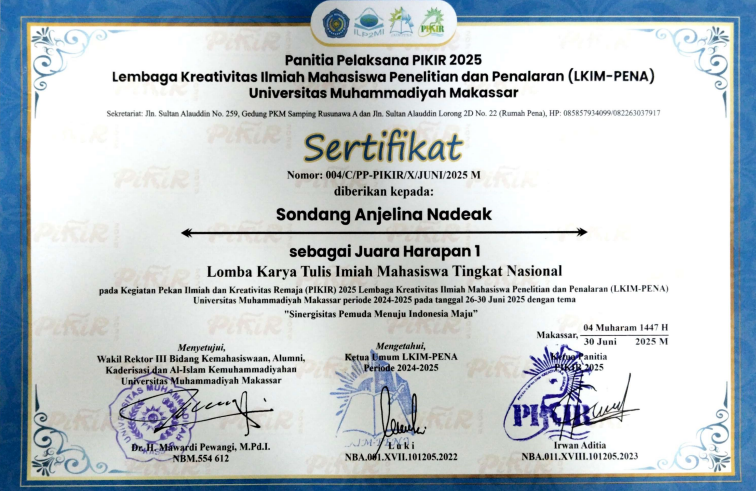 Panitia Pelaksana PIKIR 2025
Lembaga Kreativitas Ilmiah Mahasiswa Penelitian dan Penalaran (LKIM-PENA)
Universitas Muhammadiyah Makassar
Sekretariat: Jln. Sultan Alauddin No. 259, Gedung PKM Samping Rusunawa A dan Jln. Sultan Alauddin Lorong 2D No. 22 (Rumah Pena), HP: 085857934099/082263037917
Sertifikat
Nomor: 004/C/PP-PIKIR/X/JUNI/2025 M
diberikan kepada:
Sondang Anjelina Nadeak
sebagai Juara Harapan 1
Lomba Karya Tulis Imiah Mahasiswa Tingkat Nasional
pada Kegiatan Pekan Ilmiah dan Kreativitas Remaja (PIKIR) 2025 Lembaga Kreativitas Ilmiah Mahasiswa Penelitian dan Penalaran (LKIM-PENA)
Universitas Muhammadiyah Makassar periode 2024-2025 pada tanggal 26-30 Juni 2025 dengan tema
"Sinergisitas Pemuda Menuju Indonesia Maju"
Makassar, 04 Muharam 1447 H
30 Juni 2025 M
Menyetujui,
Wakil Rektor III Bidang Kemahasiswaan, Alumni,
Kaderisasi dan Al-Islam Kemuhammadiyahan
Universitas Muhammadiyah Makassar
Dr. H. Mawardi Pewangi, M.Pd.I.
NBM.554 612
Mengetahui,
Ketua Umum LKIM-PENA
Periode 2024-2025
Luki
NBA.001.XVII.101205.2022
Ketua Panitia
PIKIR 2025
PIKIR
Irwan Aditia
NBA.011.XVIII.101205.2023